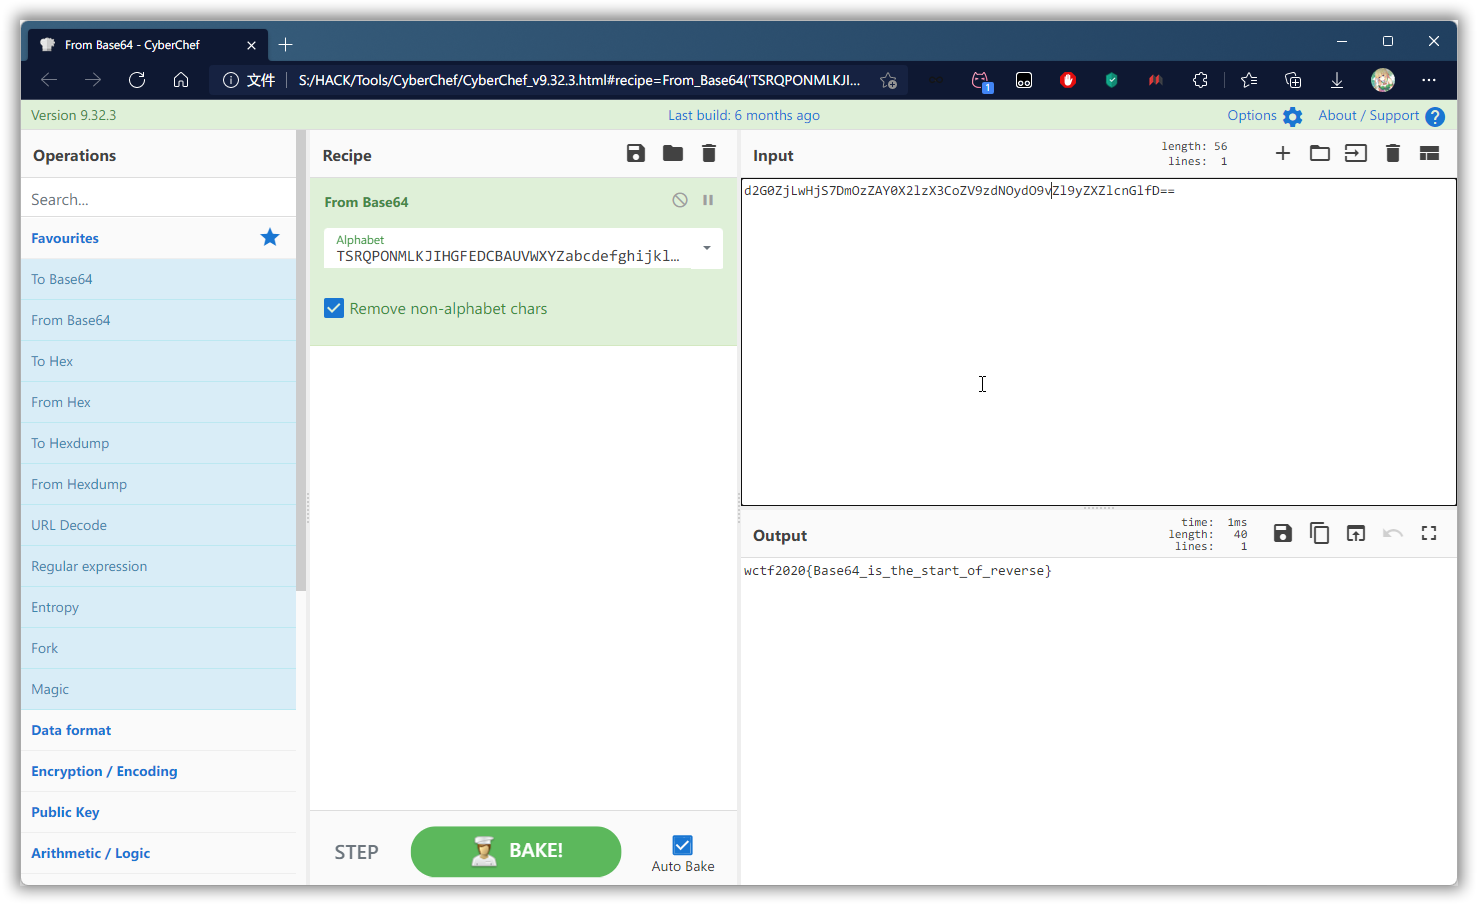 From Base64 - CyberChef
文件
S:/HACK/Tools/CyberChef/CyberChef_v9.32.3.html#recipe=From_Base64('TSRQPONMLKJI...
1
Version 9.32.3
Last build: 6 months ago
Options
About / Support
Operations
Search...
Favourites
To Base64
From Base64
To Hex
From Hex
To Hexdump
From Hexdump
URL Decode
Regular expression
Entropy
Fork
Magic
Data format
Encryption / Encoding
Public Key
Arithmetic / Logic
Recipe
From Base64
Alphabet
TSRQPONMLKJIHGFEDCBAUVWXYZabcdefghijkl...
Remove non-alphabet chars
STEP
BAKE!
Auto Bake
Input
length: 56
lines: 1
d2G0ZjLwHjS7DmOzZAY0X2lzX3CoZV9zdNOydO9vZl9yZXZlcnGlfD==
Output
time: 1ms
length: 40
lines: 1
wctf2020{Base64_is_the_start_of_reverse}